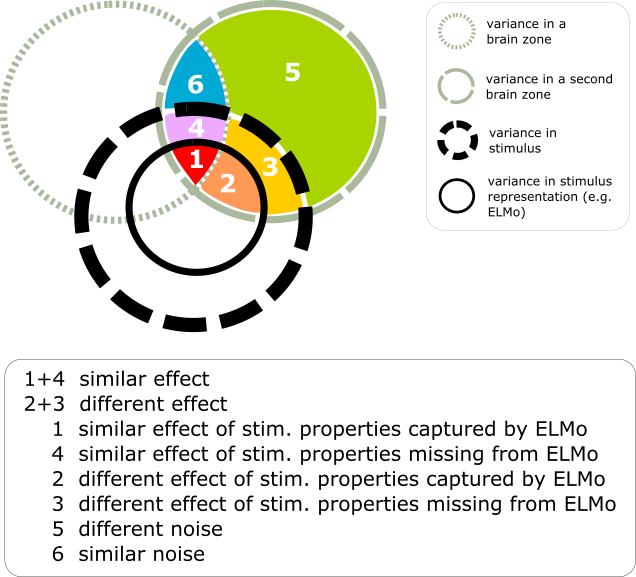 6
5
4
1
2
3
variance in a
brain zone
variance in a second
brain zone
variance in
stimulus
variance in stimulus
representation (e.g.
ELMo)
1+4 similar effect
2+3 different effect
1 similar effect of stim. properties captured by ELMo
4 similar effect of stim. properties missing from ELMo
2 different effect of stim. properties captured by ELMo
3 different effect of stim. properties missing from ELMo
5 different noise
6 similar noise